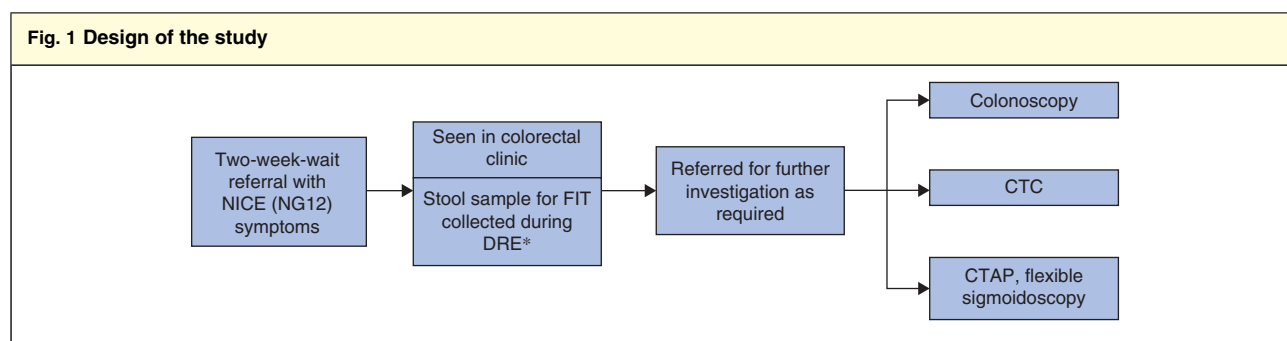 Fig. 1 Design of the study
Two-week-wait
referral with
NICE (NG12)
symptoms
Seen in colorectal
clinic
Stool sample for FIT
collected during
DRE*
Referred for further
investigation as
required
Colonoscopy
CTC
CTAP, flexible
sigmoidoscopy